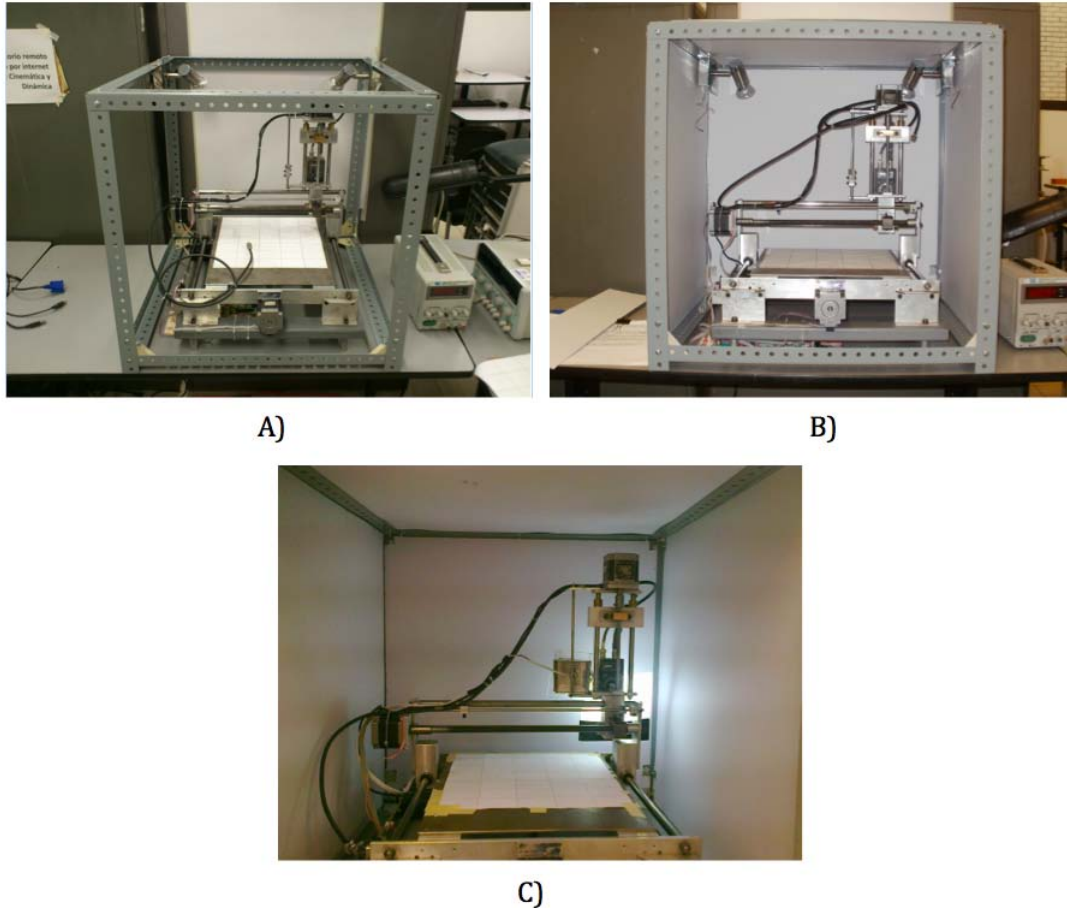 orio remoto
por internet
Cinemática y
Dinámica
A)
B)
C)